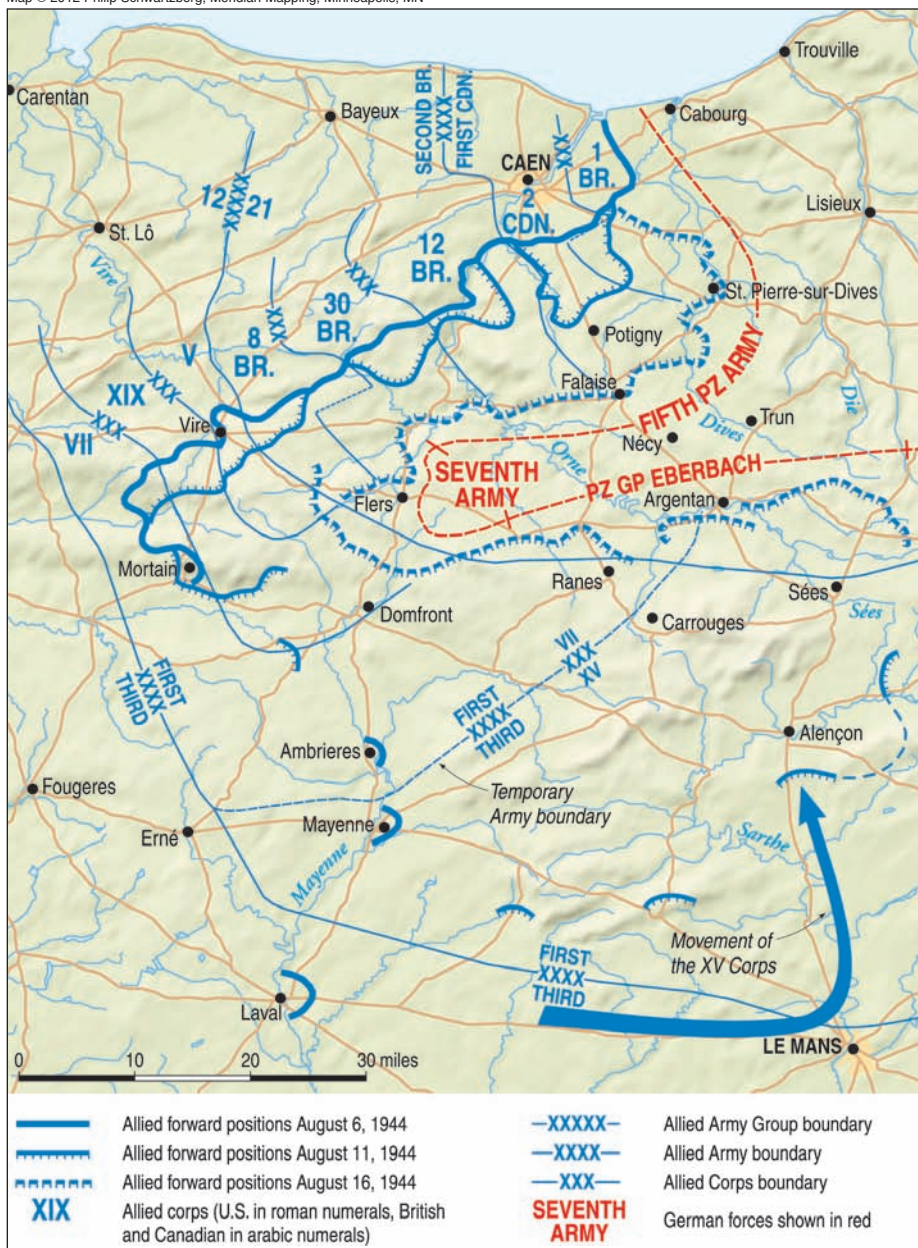 Map © 2012 Philip Schwartzberg, Meridian Mapping, Minneapolis, MN
Trouville
Carentan
Bayeux
SECOND BR.
XXXX
FIRST CDN.
Cabourg
XXX
1
BR.
CAEN
2
CDN.
12
XXXXX
21
St. Lô
Vire
Lisieux
12
BR.
XXX
30
BR.
XXX
8
BR.
V
XXX
XIX
XXX
VII
St. Pierre-sur-Dives
Potigny
Falaise
FIFTH PZ ARMY
Die
Vire
Nécy
Dives
Trun
Orne
SEVENTH
ARMY
PZ GP EBERBACH
Flers
Argentan
Mortain
Ranes
Domfront
Carrouges
Sées
Sées
VII
XXX
XV
FIRST
XXXX
THIRD
FIRST
XXXX
THIRD
Alençon
Ambrieres
Fougeres
Temporary
Army boundary
Erné
Mayenne
Mayenne
Sarthe
Movement of
the XV Corps
FIRST
XXXX
THIRD
Laval
LE MANS
0 10 20 30 miles
Allied forward positions August 6, 1944
Allied forward positions August 11, 1944
Allied forward positions August 16, 1944
XIX Allied corps (U.S. in roman numerals, British
and Canadian in arabic numerals)
XXXXX Allied Army Group boundary
XXXX Allied Army boundary
XXX Allied Corps boundary
SEVENTH
ARMY German forces shown in red